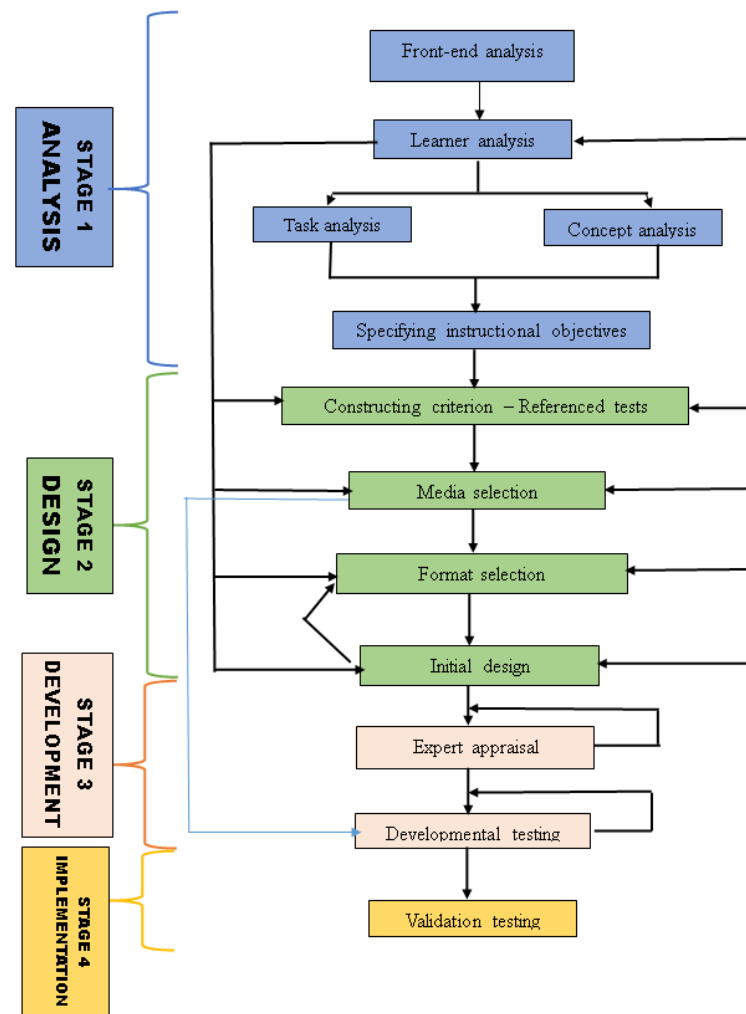 Front-end analysis
STAGE 1
ANALYSIS
Learner analysis
Task analysis
Concept analysis
Specifying instructional objectives
Constructing criterion – Referenced tests
STAGE 2
DESIGN
Media selection
Format selection
Initial design
STAGE 3
DEVELOPMENT
Expert appraisal
Developmental testing
STAGE 4
IMPLEMENTATION
Validation testing